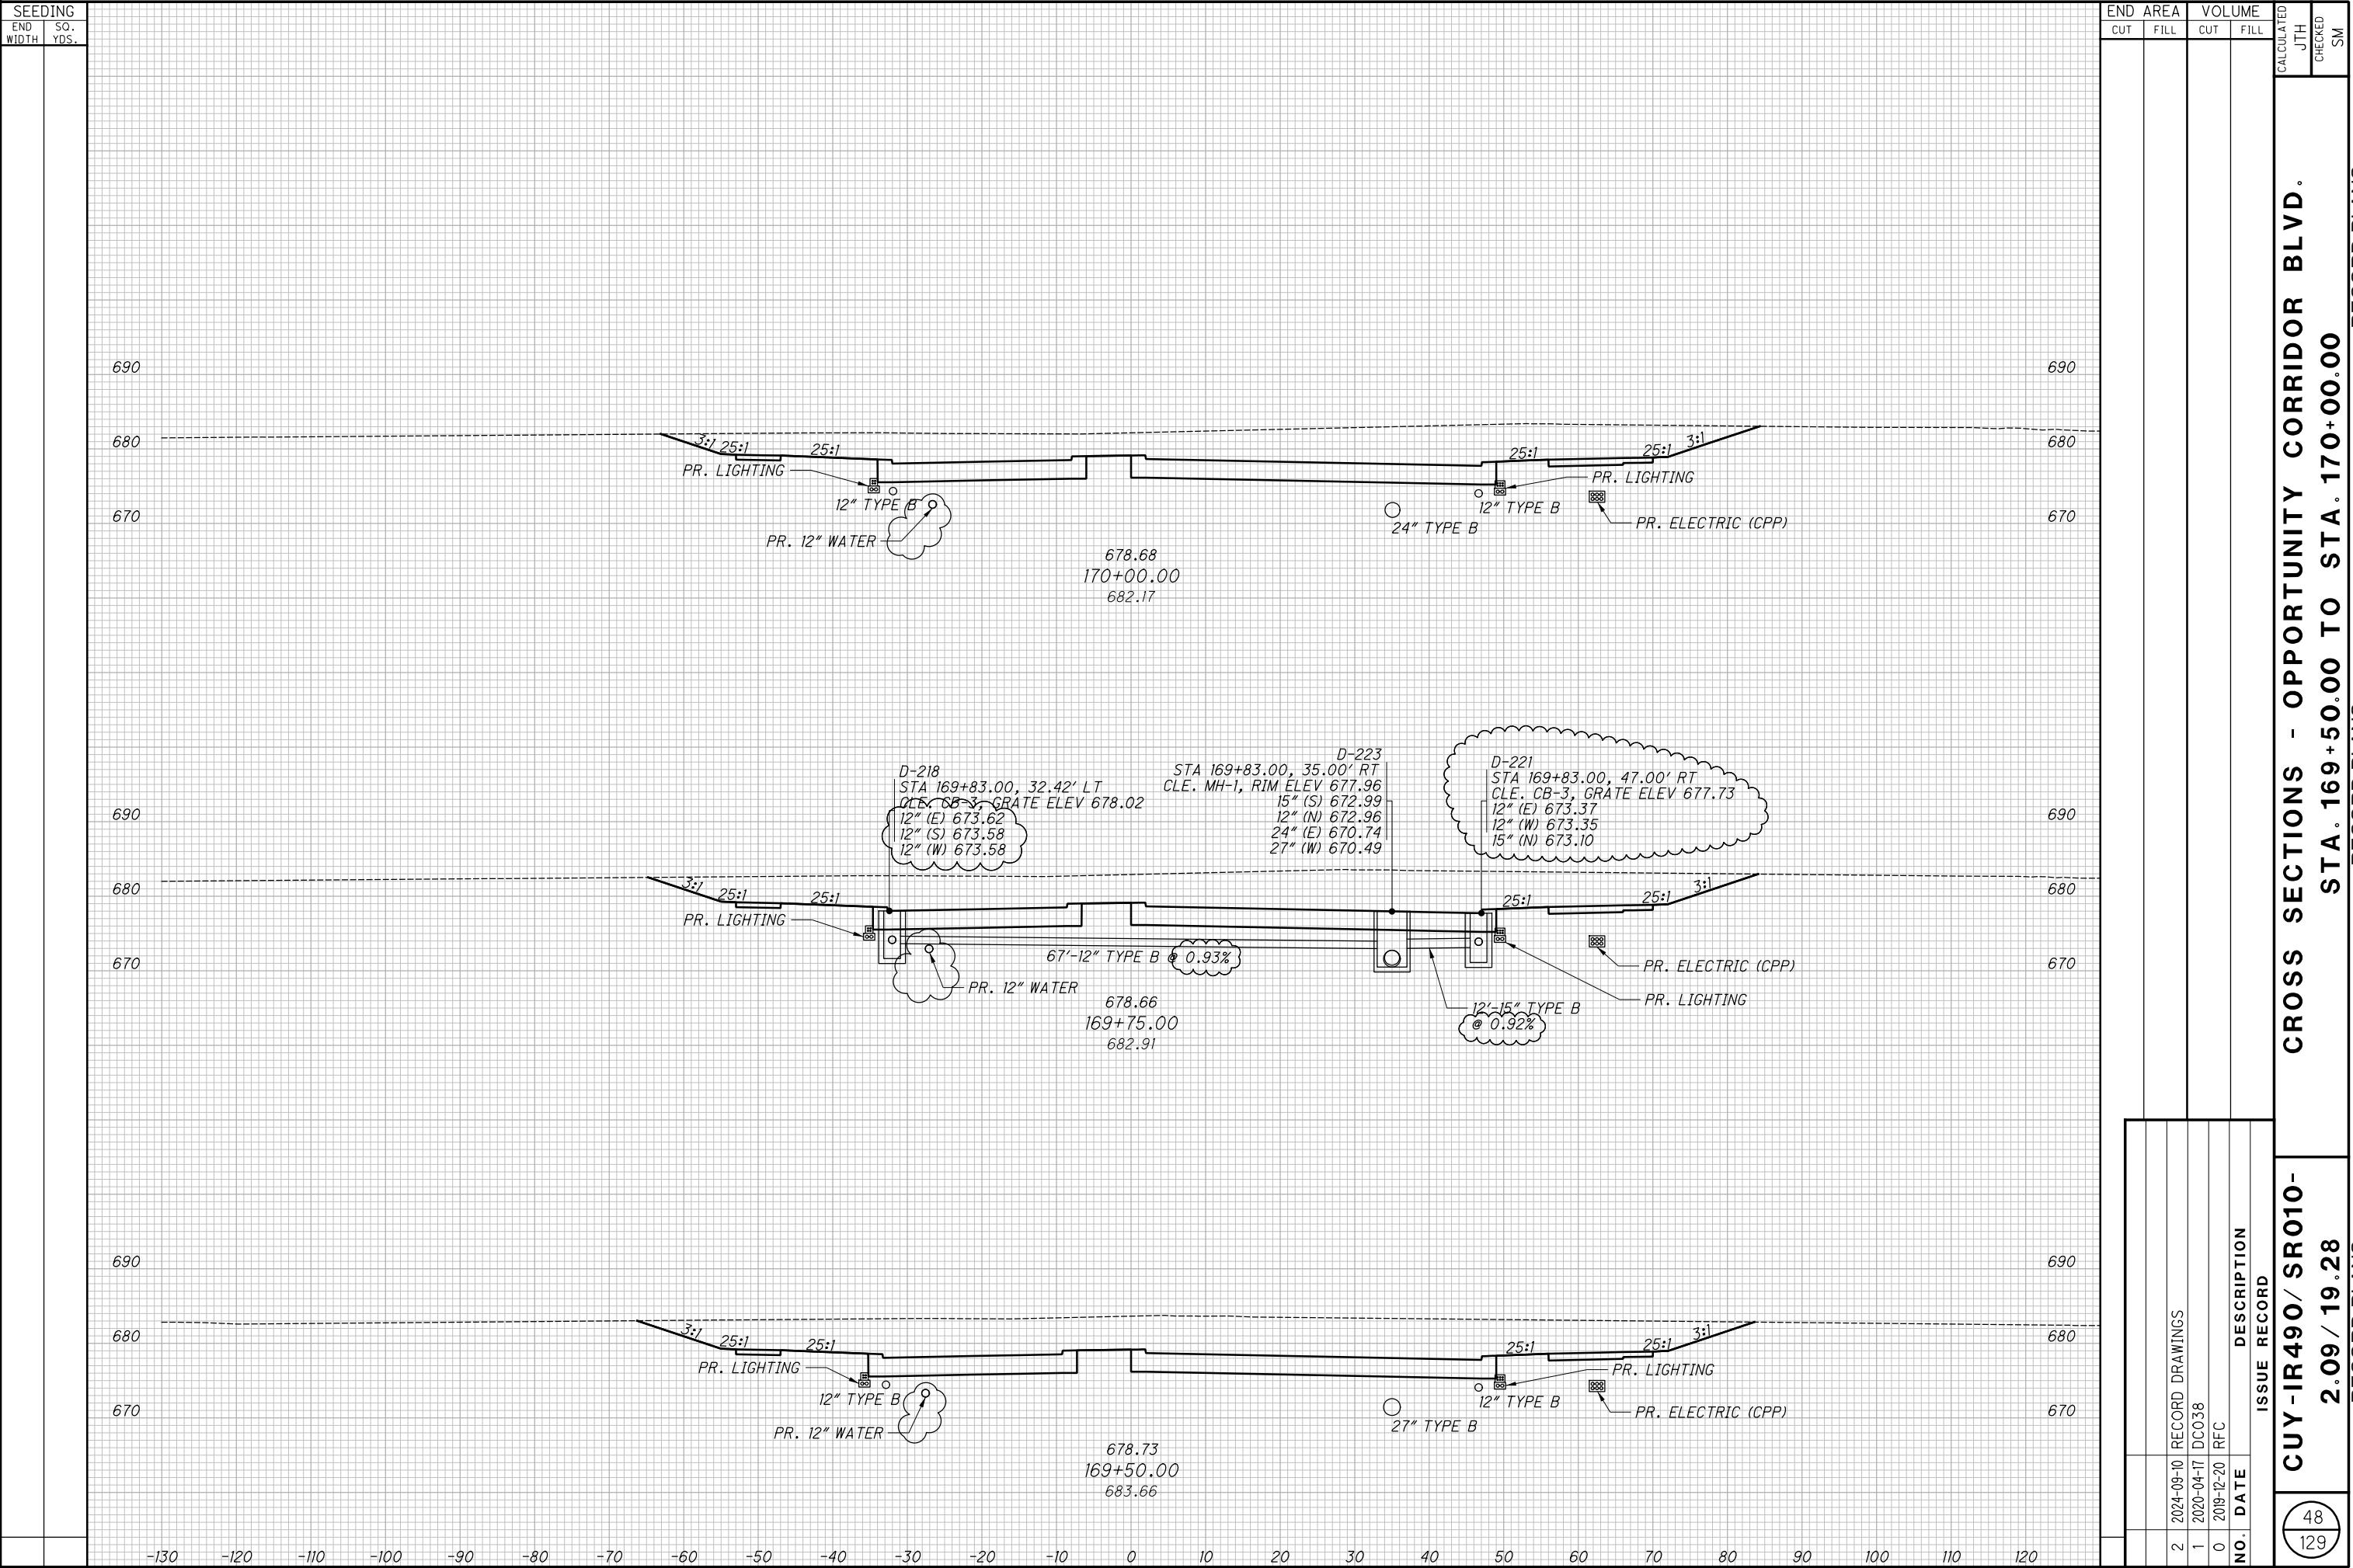 SEEDING
END WIDTH
SQ. YDS.
END AREA
VOLUME
CUT
FILL
CUT
FILL
CALCULATED
JTH
CHECKED
SM
690
690
680
680
670
670
3:1
25:1
25:1
25:1
25:1
3:1
PR. LIGHTING
PR. LIGHTING
12" TYPE B
12" TYPE B
24" TYPE B
PR. ELECTRIC (CPP)
PR. 12" WATER
678.68
170+00.00
682.17
D-218
STA 169+83.00, 32.42' LT
CLE. CB-3, GRATE ELEV 678.02
12" (E) 673.62
12" (S) 673.58
12" (W) 673.58
D-223
STA 169+83.00, 35.00' RT
CLE. MH-1, RIM ELEV 677.96
15" (S) 672.99
12" (N) 672.96
24" (E) 670.74
27" (W) 670.49
D-221
STA 169+83.00, 47.00' RT
CLE. CB-3, GRATE ELEV 677.73
12" (E) 673.37
12" (W) 673.35
15" (N) 673.10
690
690
680
680
670
670
3:1
25:1
25:1
25:1
25:1
3:1
PR. LIGHTING
67'-12" TYPE B @ 0.93%
PR. 12" WATER
PR. ELECTRIC (CPP)
PR. LIGHTING
12'-15" TYPE B
@ 0.92%
678.66
169+75.00
682.91
690
690
680
680
670
670
3:1
25:1
25:1
25:1
25:1
3:1
PR. LIGHTING
PR. LIGHTING
12" TYPE B
12" TYPE B
27" TYPE B
PR. ELECTRIC (CPP)
PR. 12" WATER
678.73
169+50.00
683.66
-130 -120 -110 -100 -90 -80 -70 -60 -50 -40 -30 -20 -10 0 10 20 30 40 50 60 70 80 90 100 110 120
CROSS SECTIONS - OPPORTUNITY CORRIDOR BLVD.
STA. 169+50.00 TO STA. 170+00.00
CUY-IR490/SR010-
2.09/19.28
2 2024-09-10 RECORD DRAWINGS
1 2020-04-17 DC038
0 2019-12-20 RFC
NO. DATE DESCRIPTION
ISSUE RECORD
48
129